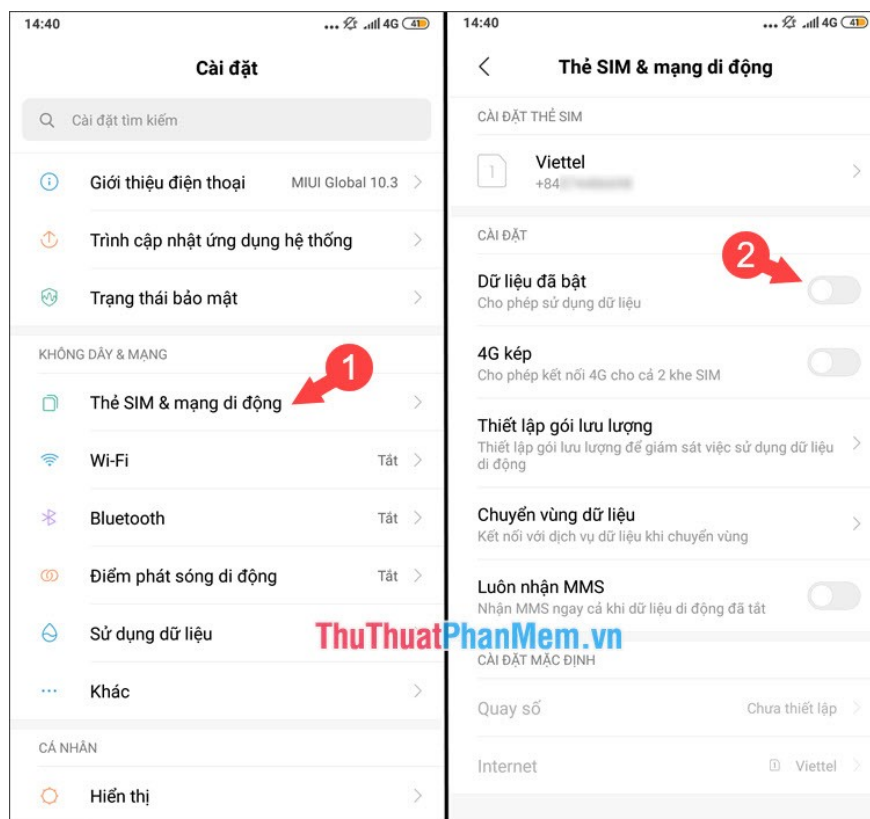 14:40
... 4G 41
Cài đặt
Cài đặt tìm kiếm
Giới thiệu điện thoại MIUI Global 10.3
Trình cập nhật ứng dụng hệ thống
Trạng thái bảo mật
KHÔNG DÂY & MẠNG
1
Thẻ SIM & mạng di động
Wi-Fi Tắt
Bluetooth Tắt
Điểm phát sóng di động Tắt
Sử dụng dữ liệu
Khác
CÁ NHÂN
Hiển thị
14:40
... 4G 41
Thẻ SIM & mạng di động
CÀI ĐẶT THẺ SIM
1
Viettel
+84
CÀI ĐẶT
2
Dữ liệu đã bật
Cho phép sử dụng dữ liệu
4G kép
Cho phép kết nối 4G cho cả 2 khe SIM
Thiết lập gói lưu lượng
Thiết lập gói lưu lượng để giám sát việc sử dụng dữ liệu
di động
Chuyển vùng dữ liệu
Kết nối với dịch vụ dữ liệu khi chuyển vùng
Luôn nhận MMS
Nhận MMS ngay cả khi dữ liệu di động đã tắt
ThuThuatPhanMem.vn
CÀI ĐẶT MẶC ĐỊNH
Quay số Chưa thiết lập
Internet 1 Viettel